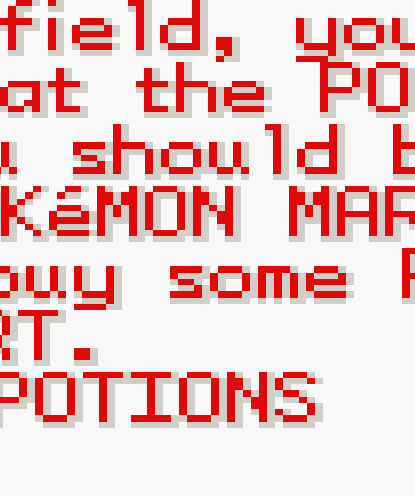 field, you
at the PO
u should b
KéMON MAR
buy some P
RT.
POTIONS